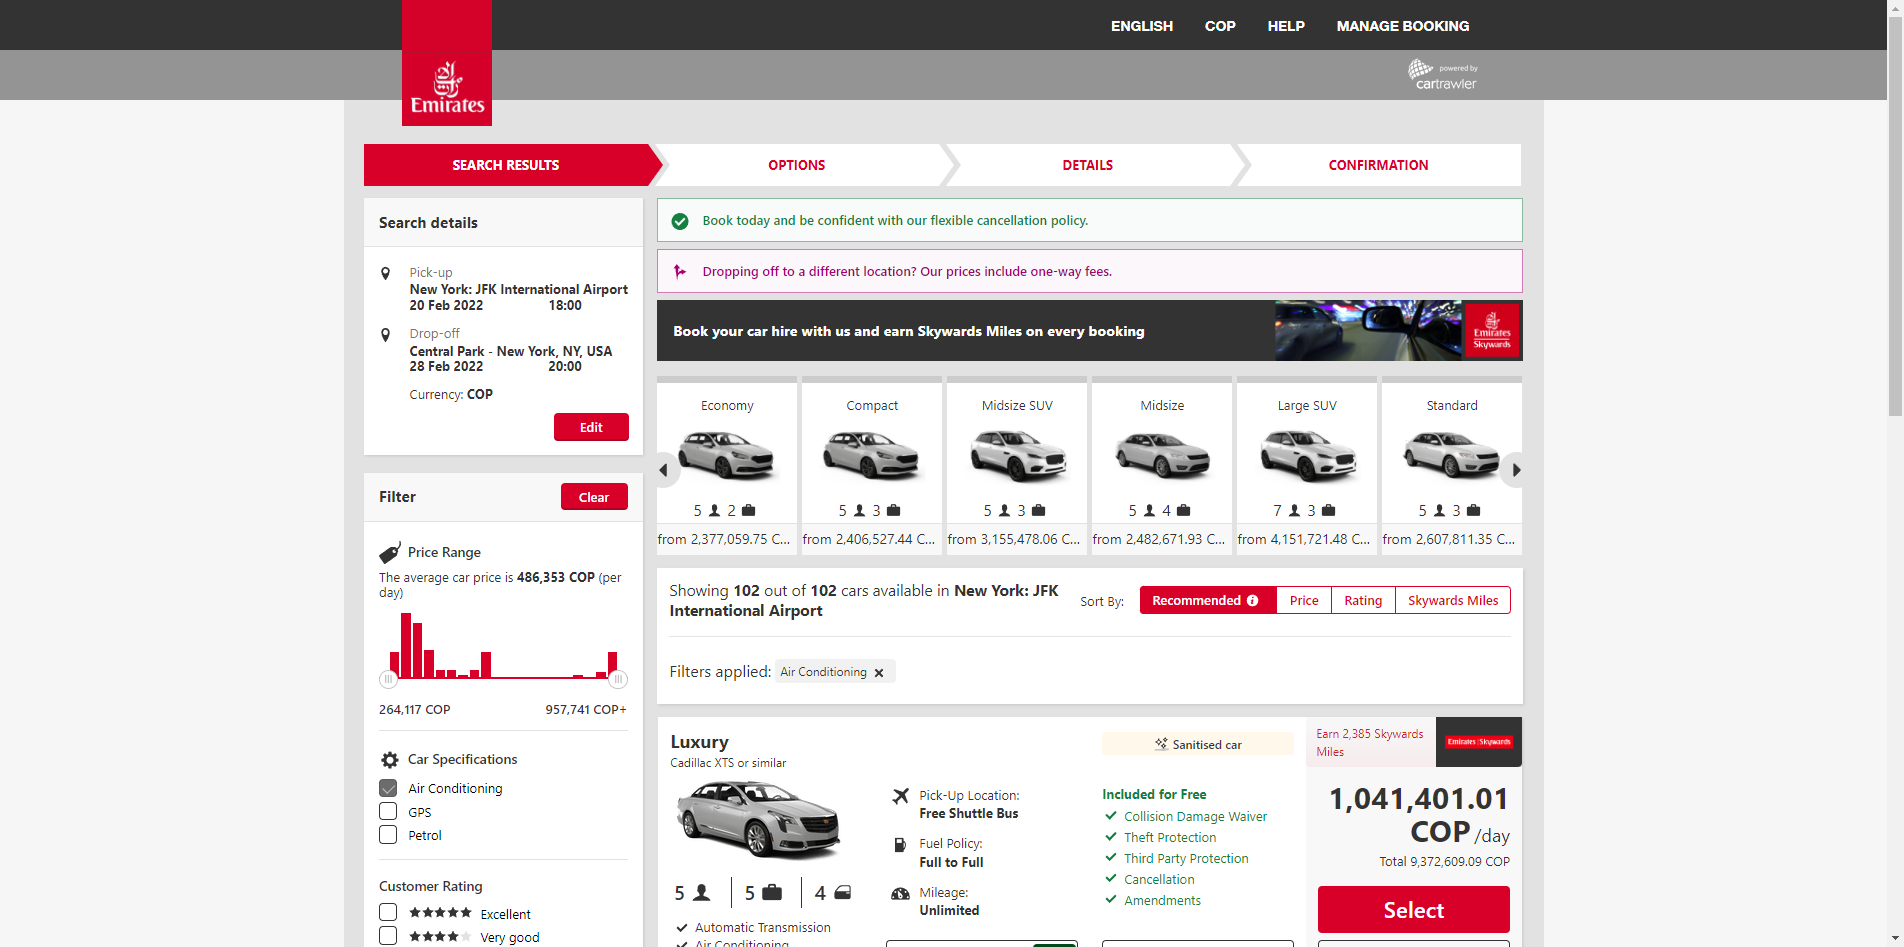 ENGLISH COP HELP MANAGE BOOKING
Emirates
powered by
cartrawler
SEARCH RESULTS OPTIONS DETAILS CONFIRMATION
Search details
Pick-up
New York: JFK International Airport
20 Feb 2022 18:00
Drop-off
Central Park - New York, NY, USA
28 Feb 2022 20:00
Currency: COP
Edit
Filter
Clear
Price Range
The average car price is 486,353 COP (per
day)
264,117 COP 957,741 COP+
Car Specifications
Air Conditioning
GPS
Petrol
Customer Rating
Excellent
Very good
Book today and be confident with our flexible cancellation policy.
Dropping off to a different location? Our prices include one-way fees.
Book your car hire with us and earn Skywards Miles on every booking
Emirates
Skywards
Economy
5 2
from 2,377,059.75 C...
Compact
5 3
from 2,406,527.44 C...
Midsize SUV
5 3
from 3,155,478.06 C...
Midsize
5 4
from 2,482,671.93 C...
Large SUV
7 3
from 4,151,721.48 C...
Standard
5 3
from 2,607,811.35 C...
Showing 102 out of 102 cars available in New York: JFK
International Airport
Sort By:
Recommended Price Rating Skywards Miles
Filters applied: Air Conditioning
Luxury
Cadillac XTS or similar
5 5 4
Automatic Transmission
Air Conditioning
Pick-Up Location:
Free Shuttle Bus
Fuel Policy:
Full to Full
Mileage:
Unlimited
Sanitised car
Included for Free
Collision Damage Waiver
Theft Protection
Third Party Protection
Cancellation
Amendments
Earn 2,385 Skywards
Miles
Emirates Skywards
1,041,401.01
COP /day
Total 9,372,609.09 COP
Select